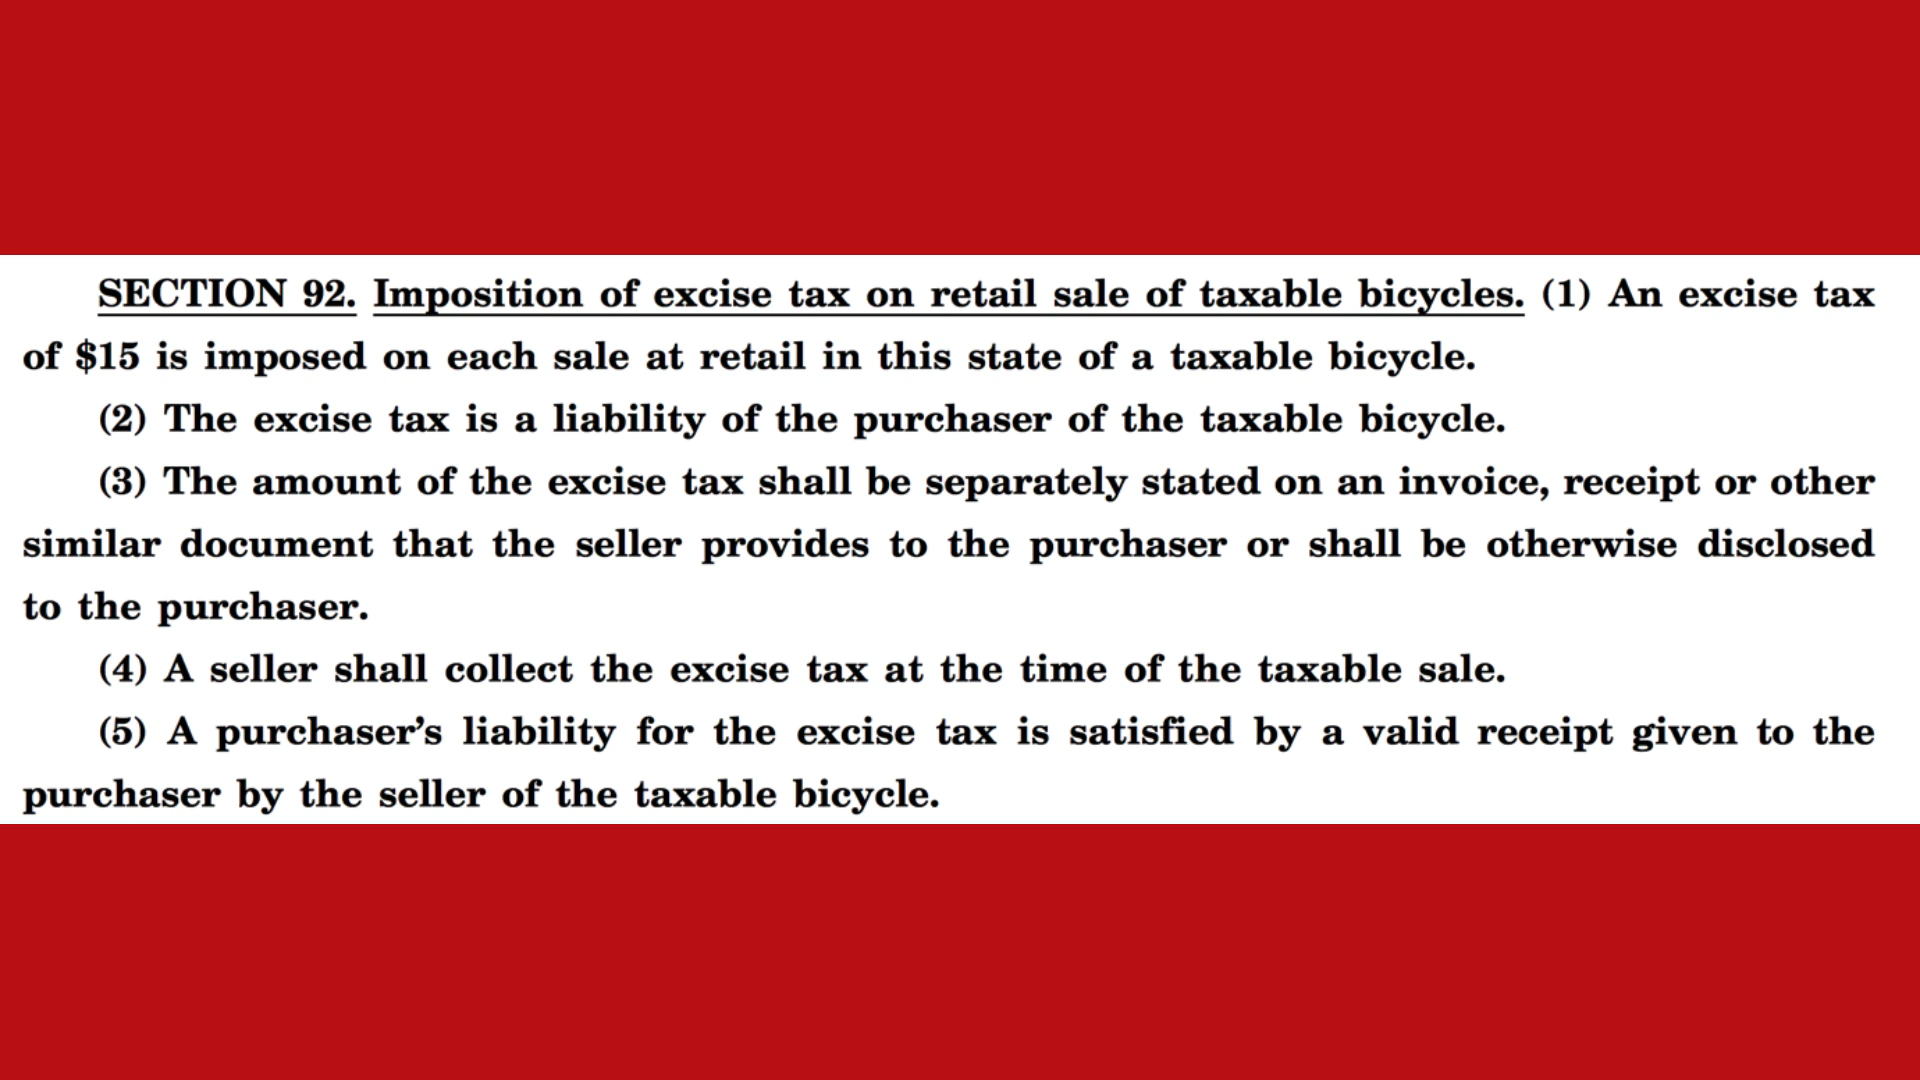 SECTION 92. Imposition of excise tax on retail sale of taxable bicycles. (1) An excise tax
of $15 is imposed on each sale at retail in this state of a taxable bicycle.
(2) The excise tax is a liability of the purchaser of the taxable bicycle.
(3) The amount of the excise tax shall be separately stated on an invoice, receipt or other
similar document that the seller provides to the purchaser or shall be otherwise disclosed
to the purchaser.
(4) A seller shall collect the excise tax at the time of the taxable sale.
(5) A purchaser’s liability for the excise tax is satisfied by a valid receipt given to the
purchaser by the seller of the taxable bicycle.